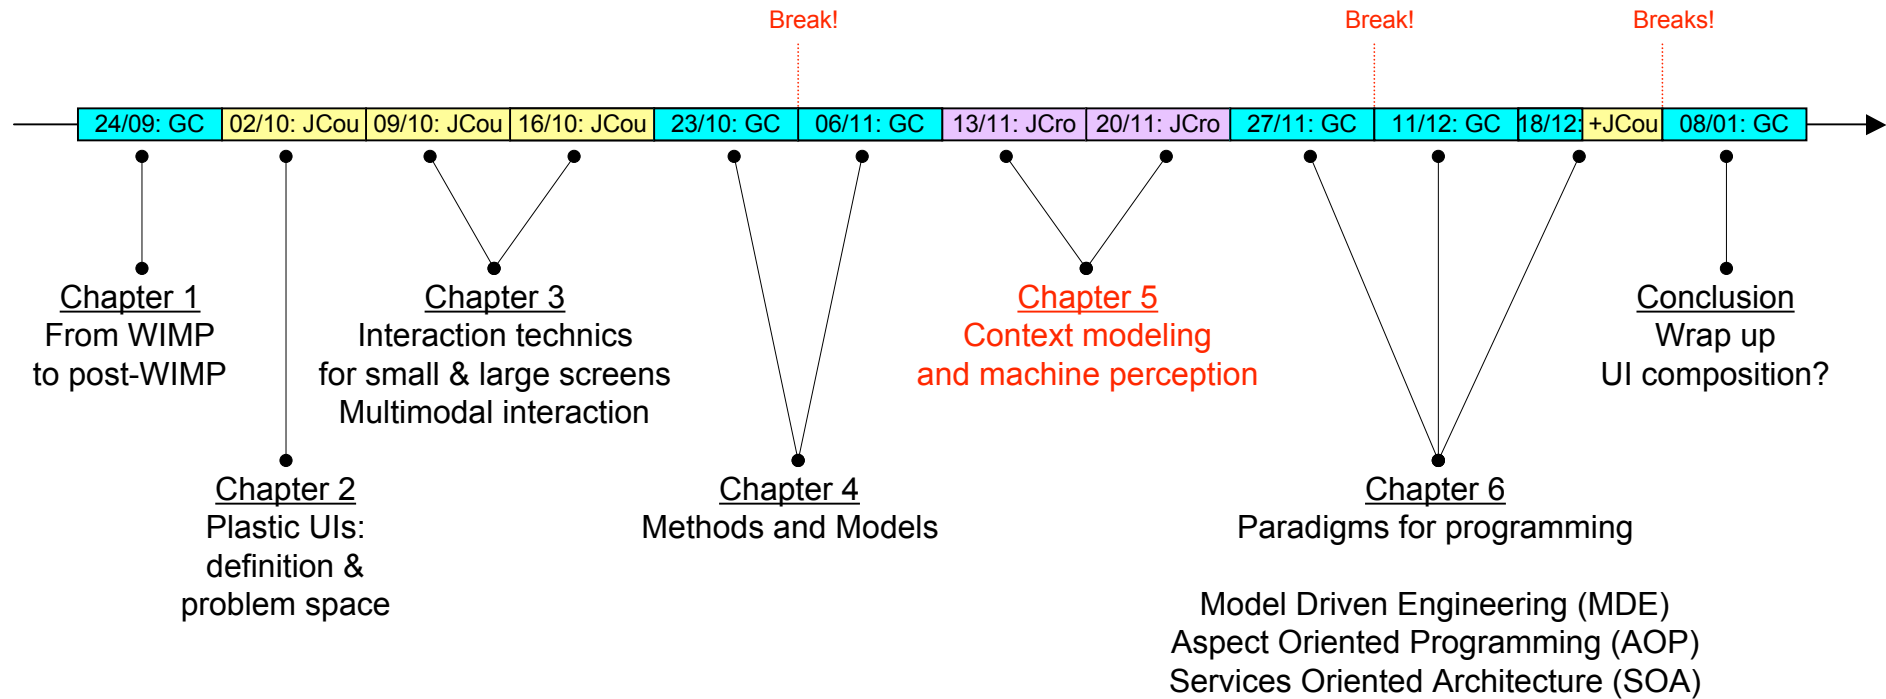 Break!
Break!
Breaks!
24/09: GC
02/10: JCou
09/10: JCou
16/10: JCou
23/10: GC
06/11: GC
13/11: JCro
20/11: JCro
27/11: GC
11/12: GC
18/12:
+JCou
08/01: GC
Chapter 1
From WIMP
to post-WIMP
Chapter 3
Interaction technics
for small & large screens
Multimodal interaction
Chapter 5
Context modeling
and machine perception
Conclusion
Wrap up
UI composition?
Chapter 2
Plastic UIs:
definition &
problem space
Chapter 4
Methods and Models
Chapter 6
Paradigms for programming
Model Driven Engineering (MDE)
Aspect Oriented Programming (AOP)
Services Oriented Architecture (SOA)